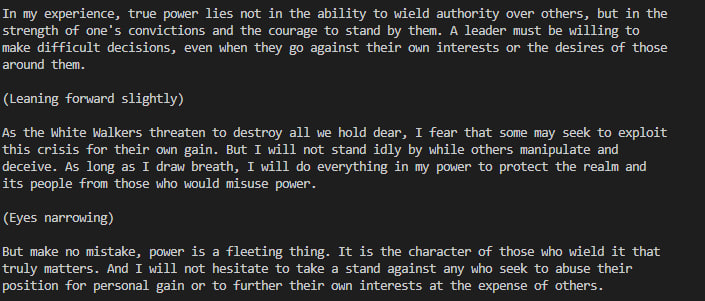 In my experience, true power lies not in the ability to wield authority over others, but in the
strength of one's convictions and the courage to stand by them. A leader must be willing to
make difficult decisions, even when they go against their own interests or the desires of those
around them.
(Leaning forward slightly)
As the White Walkers threaten to destroy all we hold dear, I fear that some may seek to exploit
this crisis for their own gain. But I will not stand idly by while others manipulate and
deceive. As long as I draw breath, I will do everything in my power to protect the realm and
its people from those who would misuse power.
(Eyes narrowing)
But make no mistake, power is a fleeting thing. It is the character of those who wield it that
truly matters. And I will not hesitate to take a stand against any who seek to abuse their
position for personal gain or to further their own interests at the expense of others.